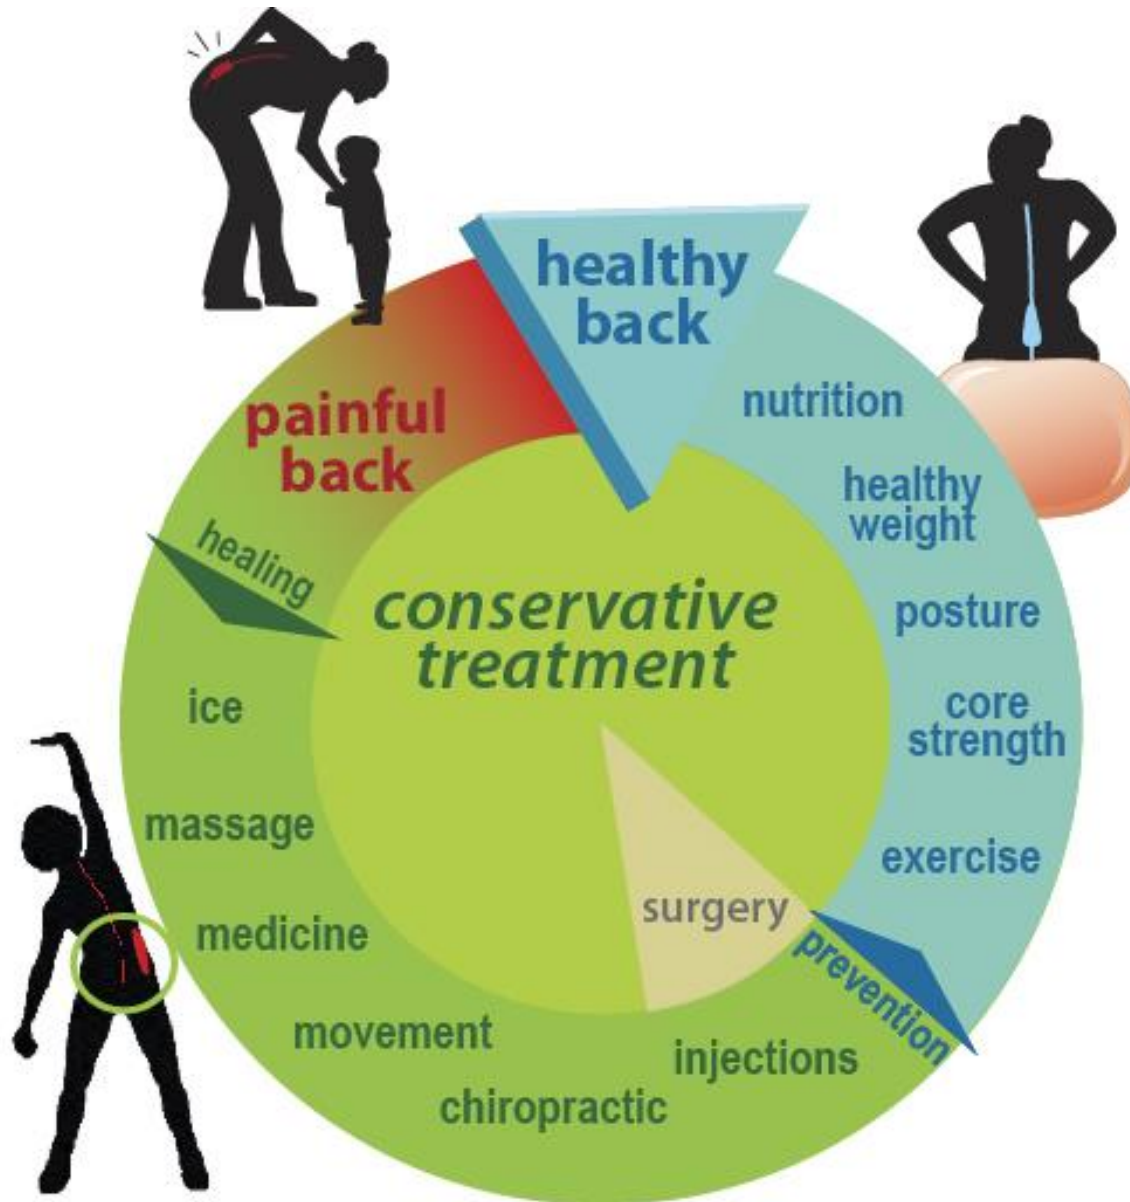 healthy
back
painful
back
healing
ice
massage
medicine
movement
chiropractic
injections
prevention
exercise
core
strength
posture
healthy
weight
nutrition
conservative
treatment
surgery